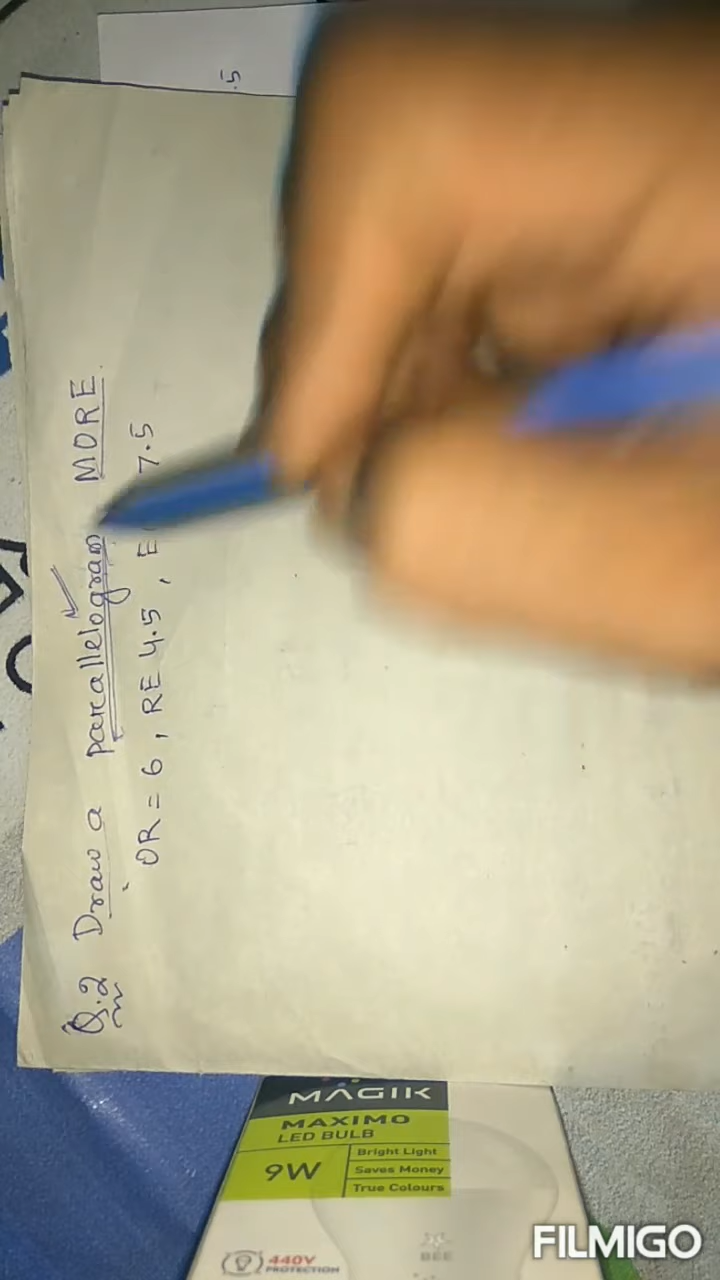 .5
Q.2 Draw a parallelogram MORE.
OR = 6, RE 4.5, E 7.5
MAGIK
MAXIMO
LED BULB
9W
Bright Light
Saves Money
True Colours
440V
PROTECTION
BEE
FILMIGO